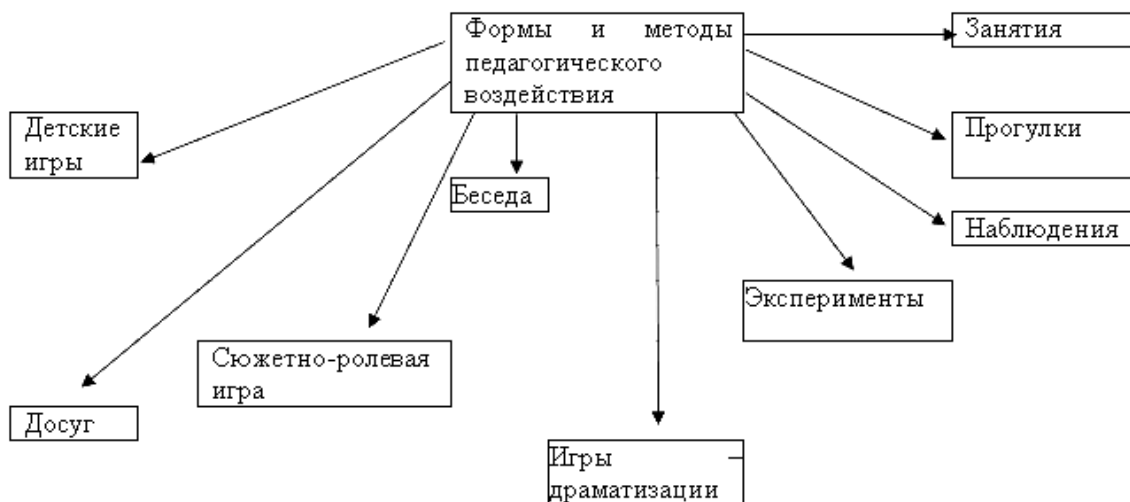 Формы и методы
педагогического
воздействия
Занятия
Детские
игры
Прогулки
Беседа
Наблюдения
Эксперименты
Сюжетно-ролевая
игра
Досуг
Игры –
драматизации